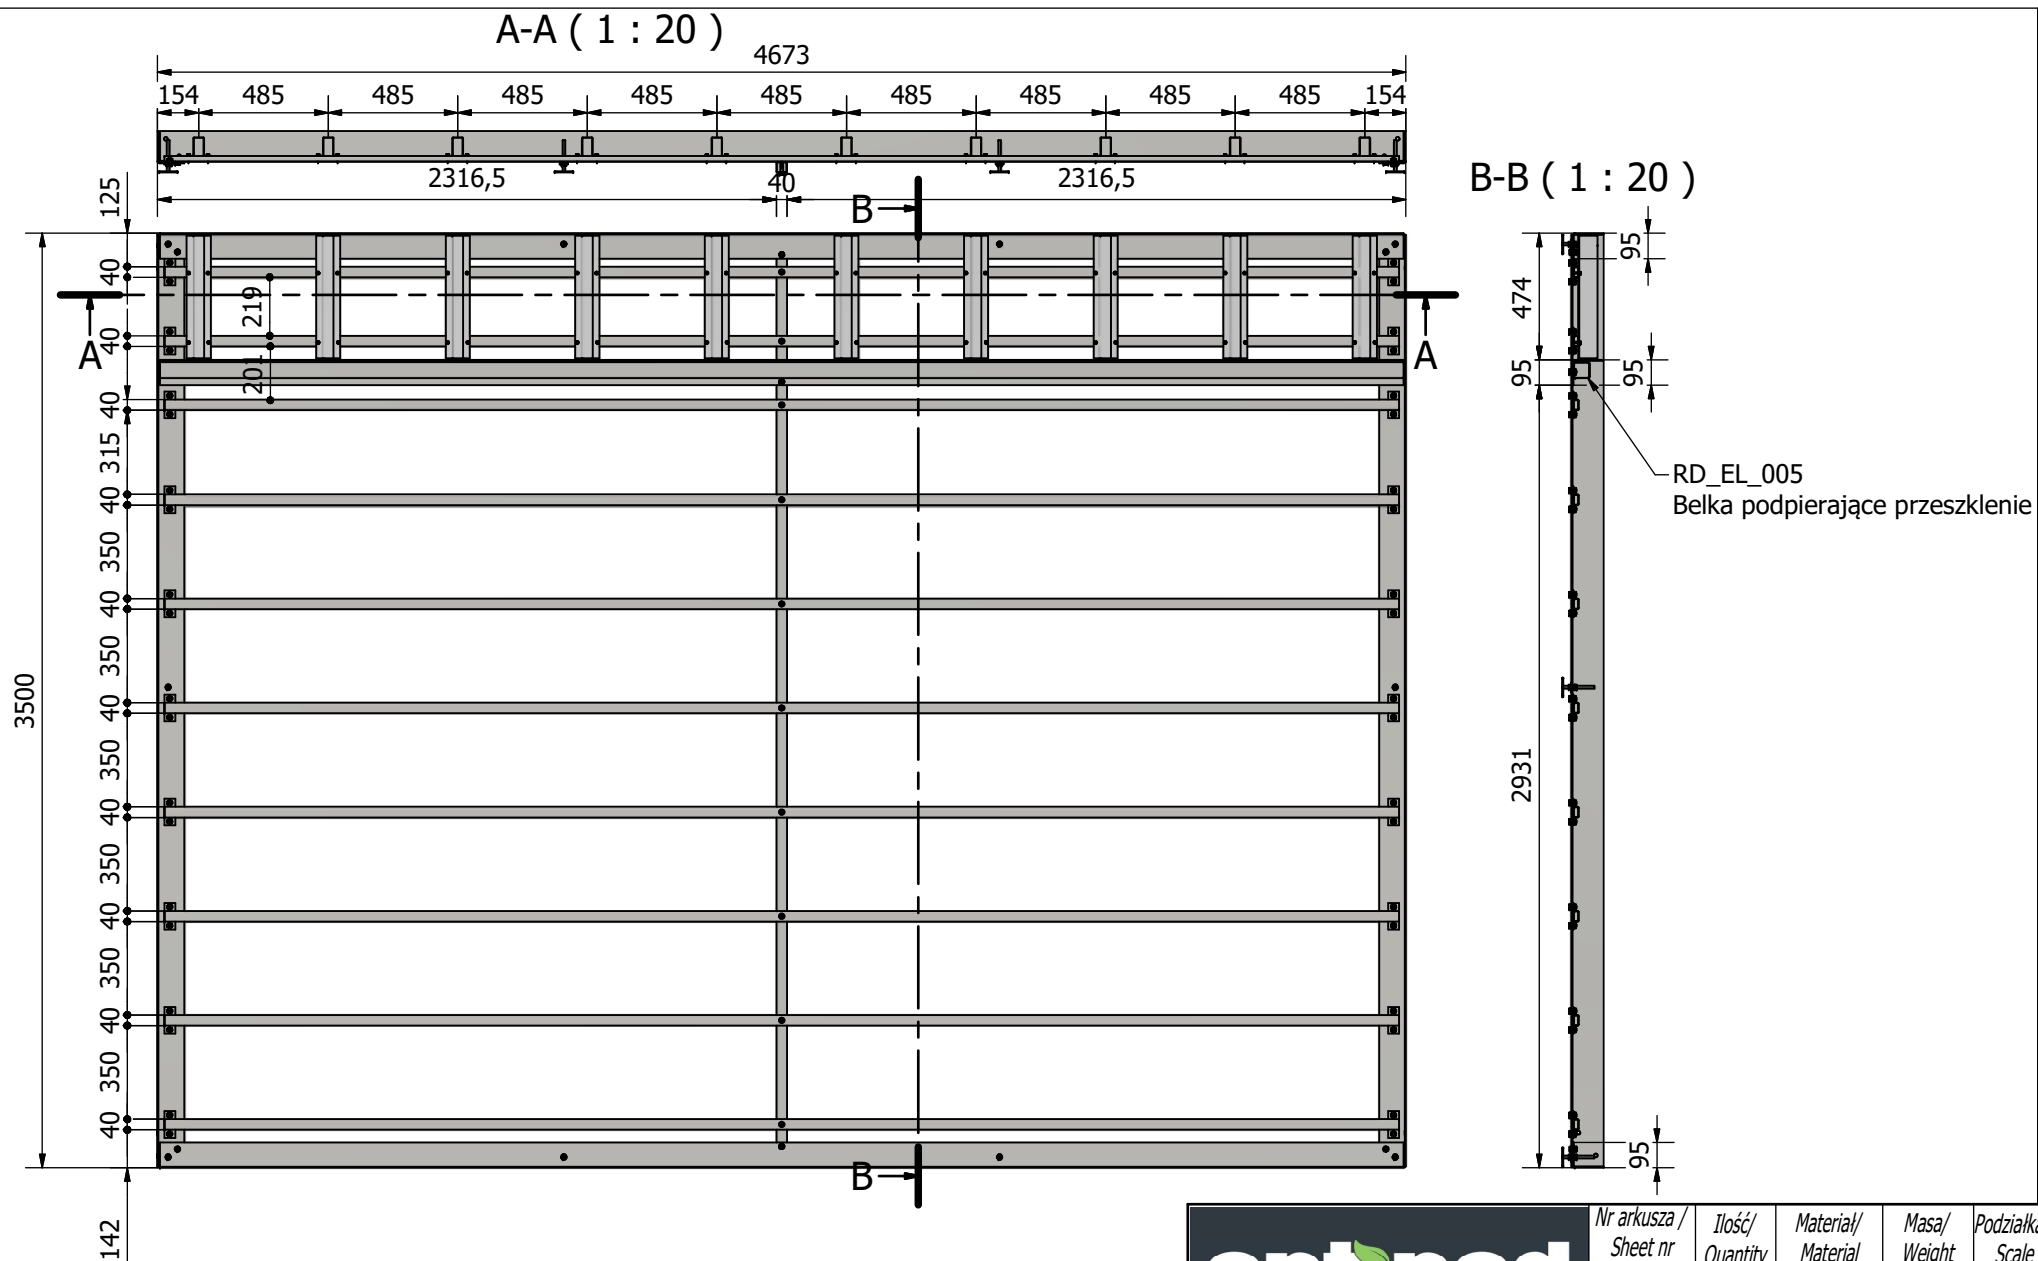 A-A ( 1 : 20 )
4673
154 485 485 485 485 485 485 485 485 485 154
2316,5 40 2316,5
B-B ( 1 : 20 )
B
125
40
219
40
201
40
315
40
350
40
350
40
350
40
350
40
350
40
350
40
142
3500
A
A
B
95
474
95
95
2931
95
RD_EL_005
Belka podpierające przeszklenie
Nr arkusza / Ilość/ Materiał/ Masa/ Podziałka
Sheet nr Quantity Material Weight Scale